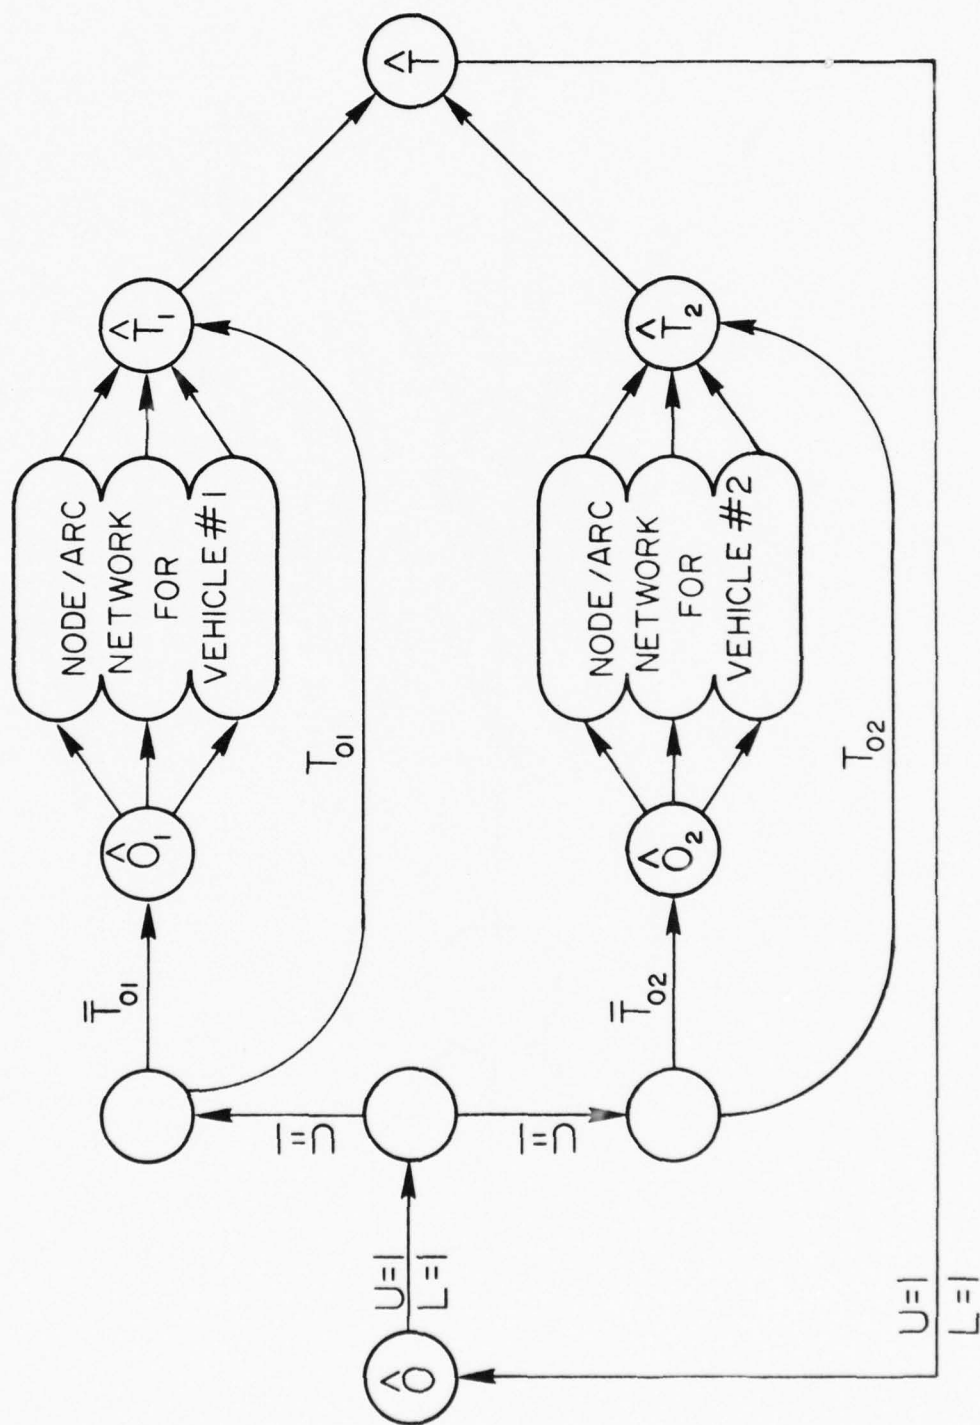 Ô
U=1
L=1
U=1
U=1
T̿₀₁
Ô₁
NODE/ARC
NETWORK
FOR
VEHICLE #1
T̂₁
T₀₁
T̿₀₂
Ô₂
NODE/ARC
NETWORK
FOR
VEHICLE #2
T̂₂
T₀₂
T̂
U=1
L=1